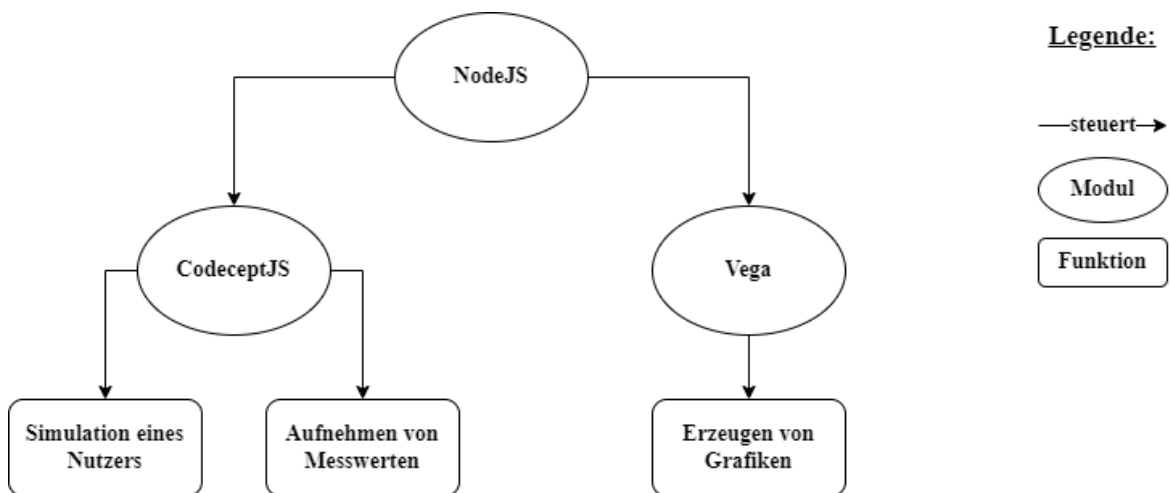 NodeJS
Legende:
steuert
Modul
CodeceptJS
Vega
Funktion
Simulation eines
Nutzers
Aufnehmen von
Messwerten
Erzeugen von
Grafiken